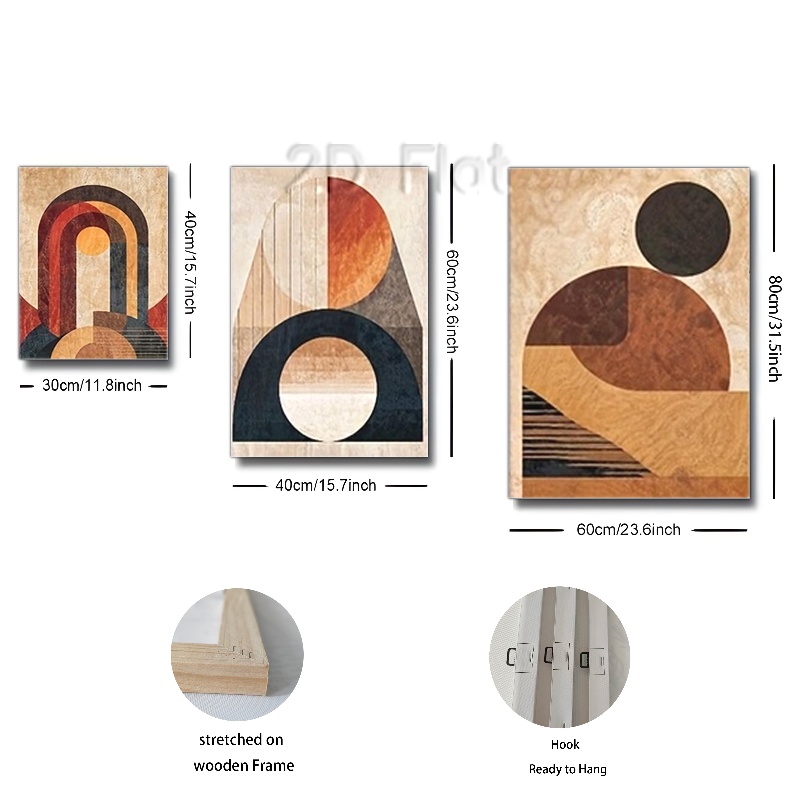 2D Flat
40cm/15.7inch
30cm/11.8inch
60cm/23.6inch
40cm/15.7inch
80cm/31.5inch
60cm/23.6inch
stretched on
wooden Frame
Hook
Ready to Hang